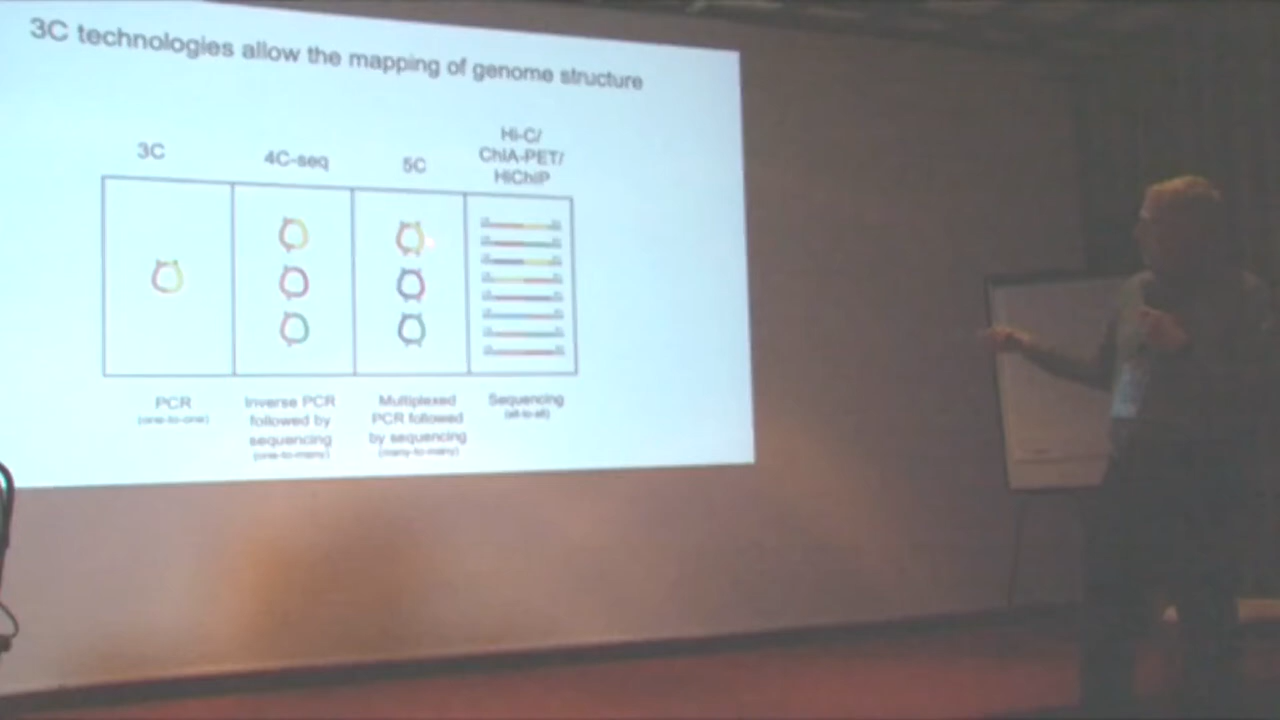 3C technologies allow the mapping of genome structure
3C
4C-seq
5C
Hi-C/
ChIA-PET/
HiChIP
PCR
(one-to-one)
Inverse PCR
followed by
sequencing
(one-to-many)
Multiplexed
PCR followed
by sequencing
(many-to-many)
Sequencing
(all-to-all)